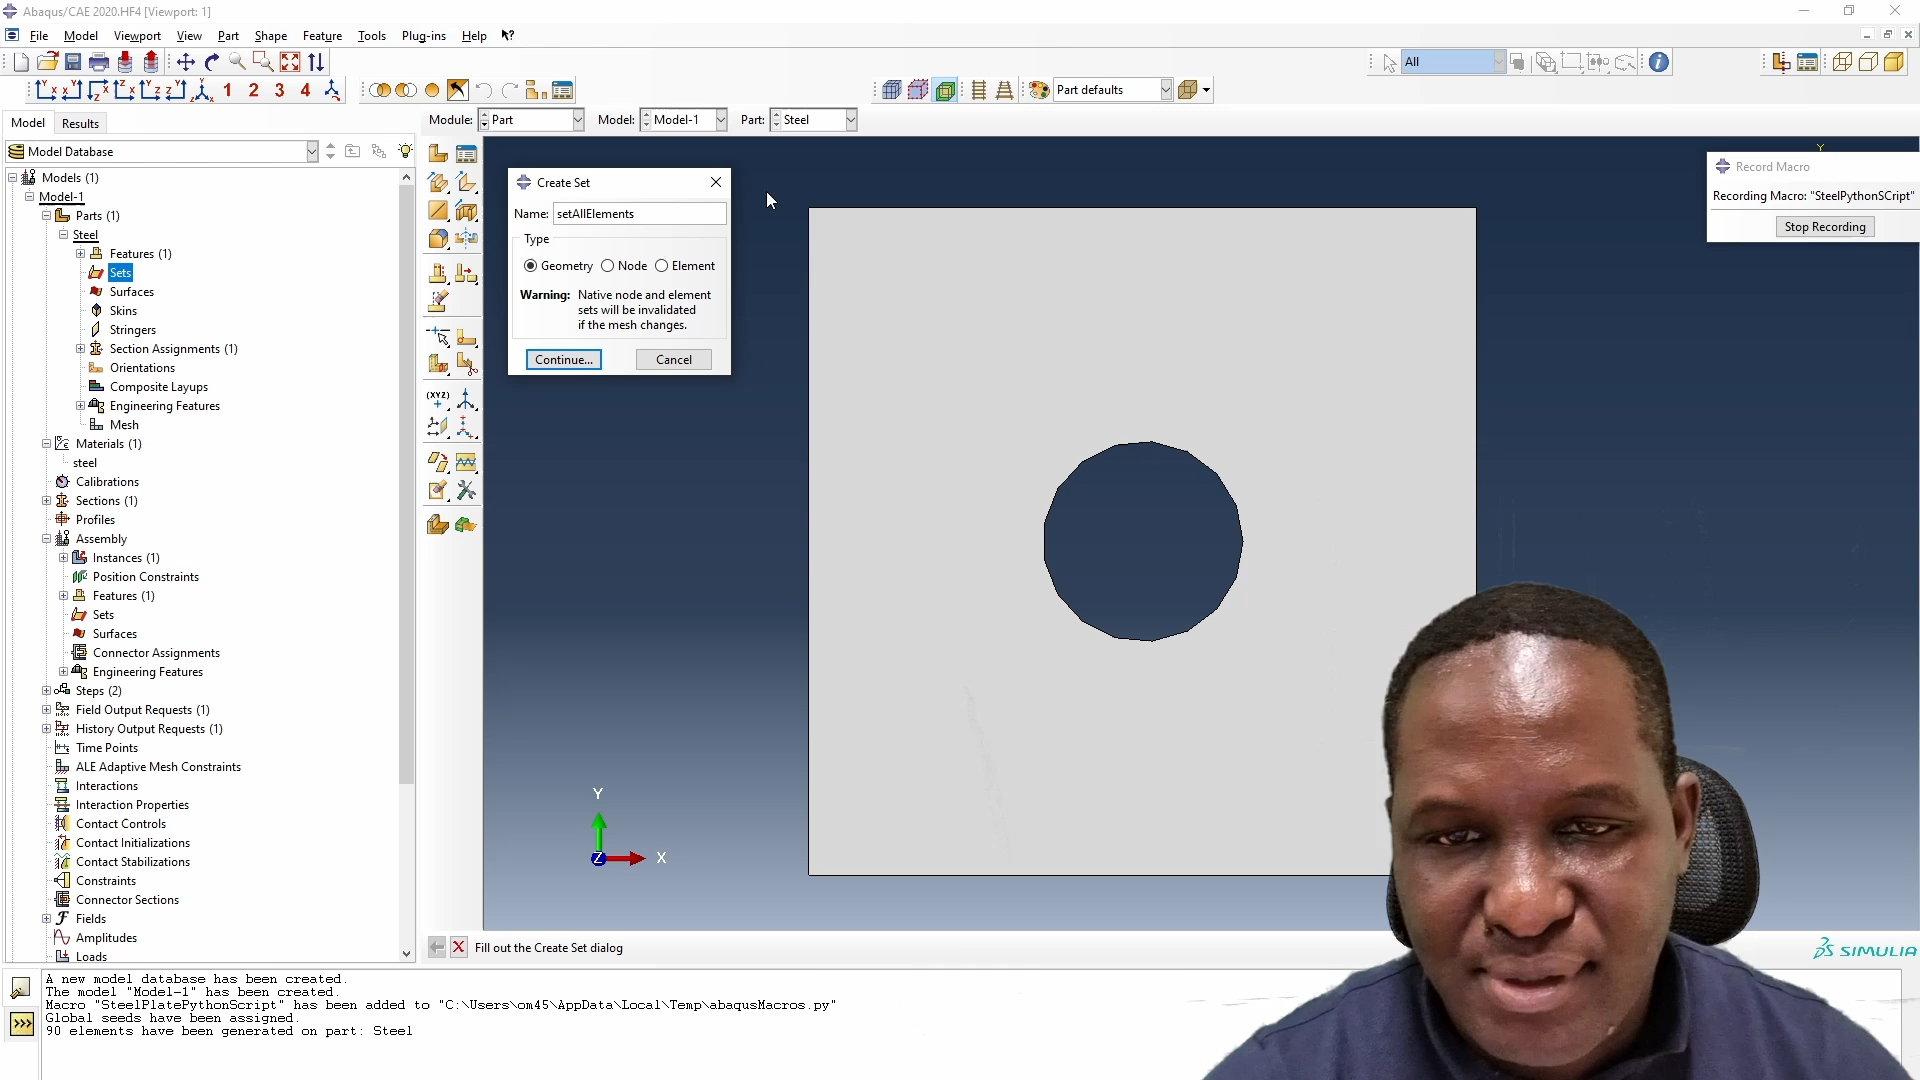 Abaqus/CAE 2020.HF4 [Viewport: 1]
File Model Viewport View Part Shape Feature Tools Plug-ins Help
All
1 2 3 4
Part defaults
Model Results
Module: Part Model: Model-1 Part: Steel
Model Database
Models (1)
Model-1
Parts (1)
Steel
Features (1)
Sets
Surfaces
Skins
Stringers
Section Assignments (1)
Orientations
Composite Layups
Engineering Features
Mesh
Materials (1)
steel
Calibrations
Sections (1)
Profiles
Assembly
Instances (1)
Position Constraints
Features (1)
Sets
Surfaces
Connector Assignments
Engineering Features
Steps (2)
Field Output Requests (1)
History Output Requests (1)
Time Points
ALE Adaptive Mesh Constraints
Interactions
Interaction Properties
Contact Controls
Contact Initializations
Contact Stabilizations
Constraints
Connector Sections
Fields
Amplitudes
Loads
(XYZ)
Create Set
Name: setAllElements
Type
Geometry Node Element
Warning: Native node and element
sets will be invalidated
if the mesh changes.
Continue... Cancel
Y
Record Macro
Recording Macro: "SteelPythonSCript"
Stop Recording
Y
Z
X
Fill out the Create Set dialog
SIMULIA
A new model database has been created.
The model "Model-1" has been created.
Macro "SteelPlatePythonScript" has been added to "C:\Users\om45\AppData\Local\Temp\abaqusMacros.py"
Global seeds have been assigned.
90 elements have been generated on part: Steel